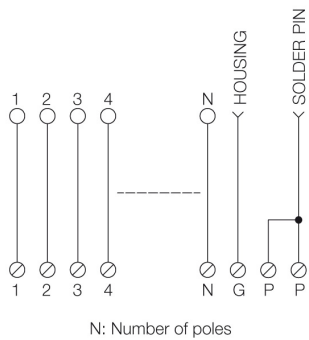 HOUSING
SOLDER PIN
1 2 3 4 N
1 2 3 4 N G P P
N: Number of poles